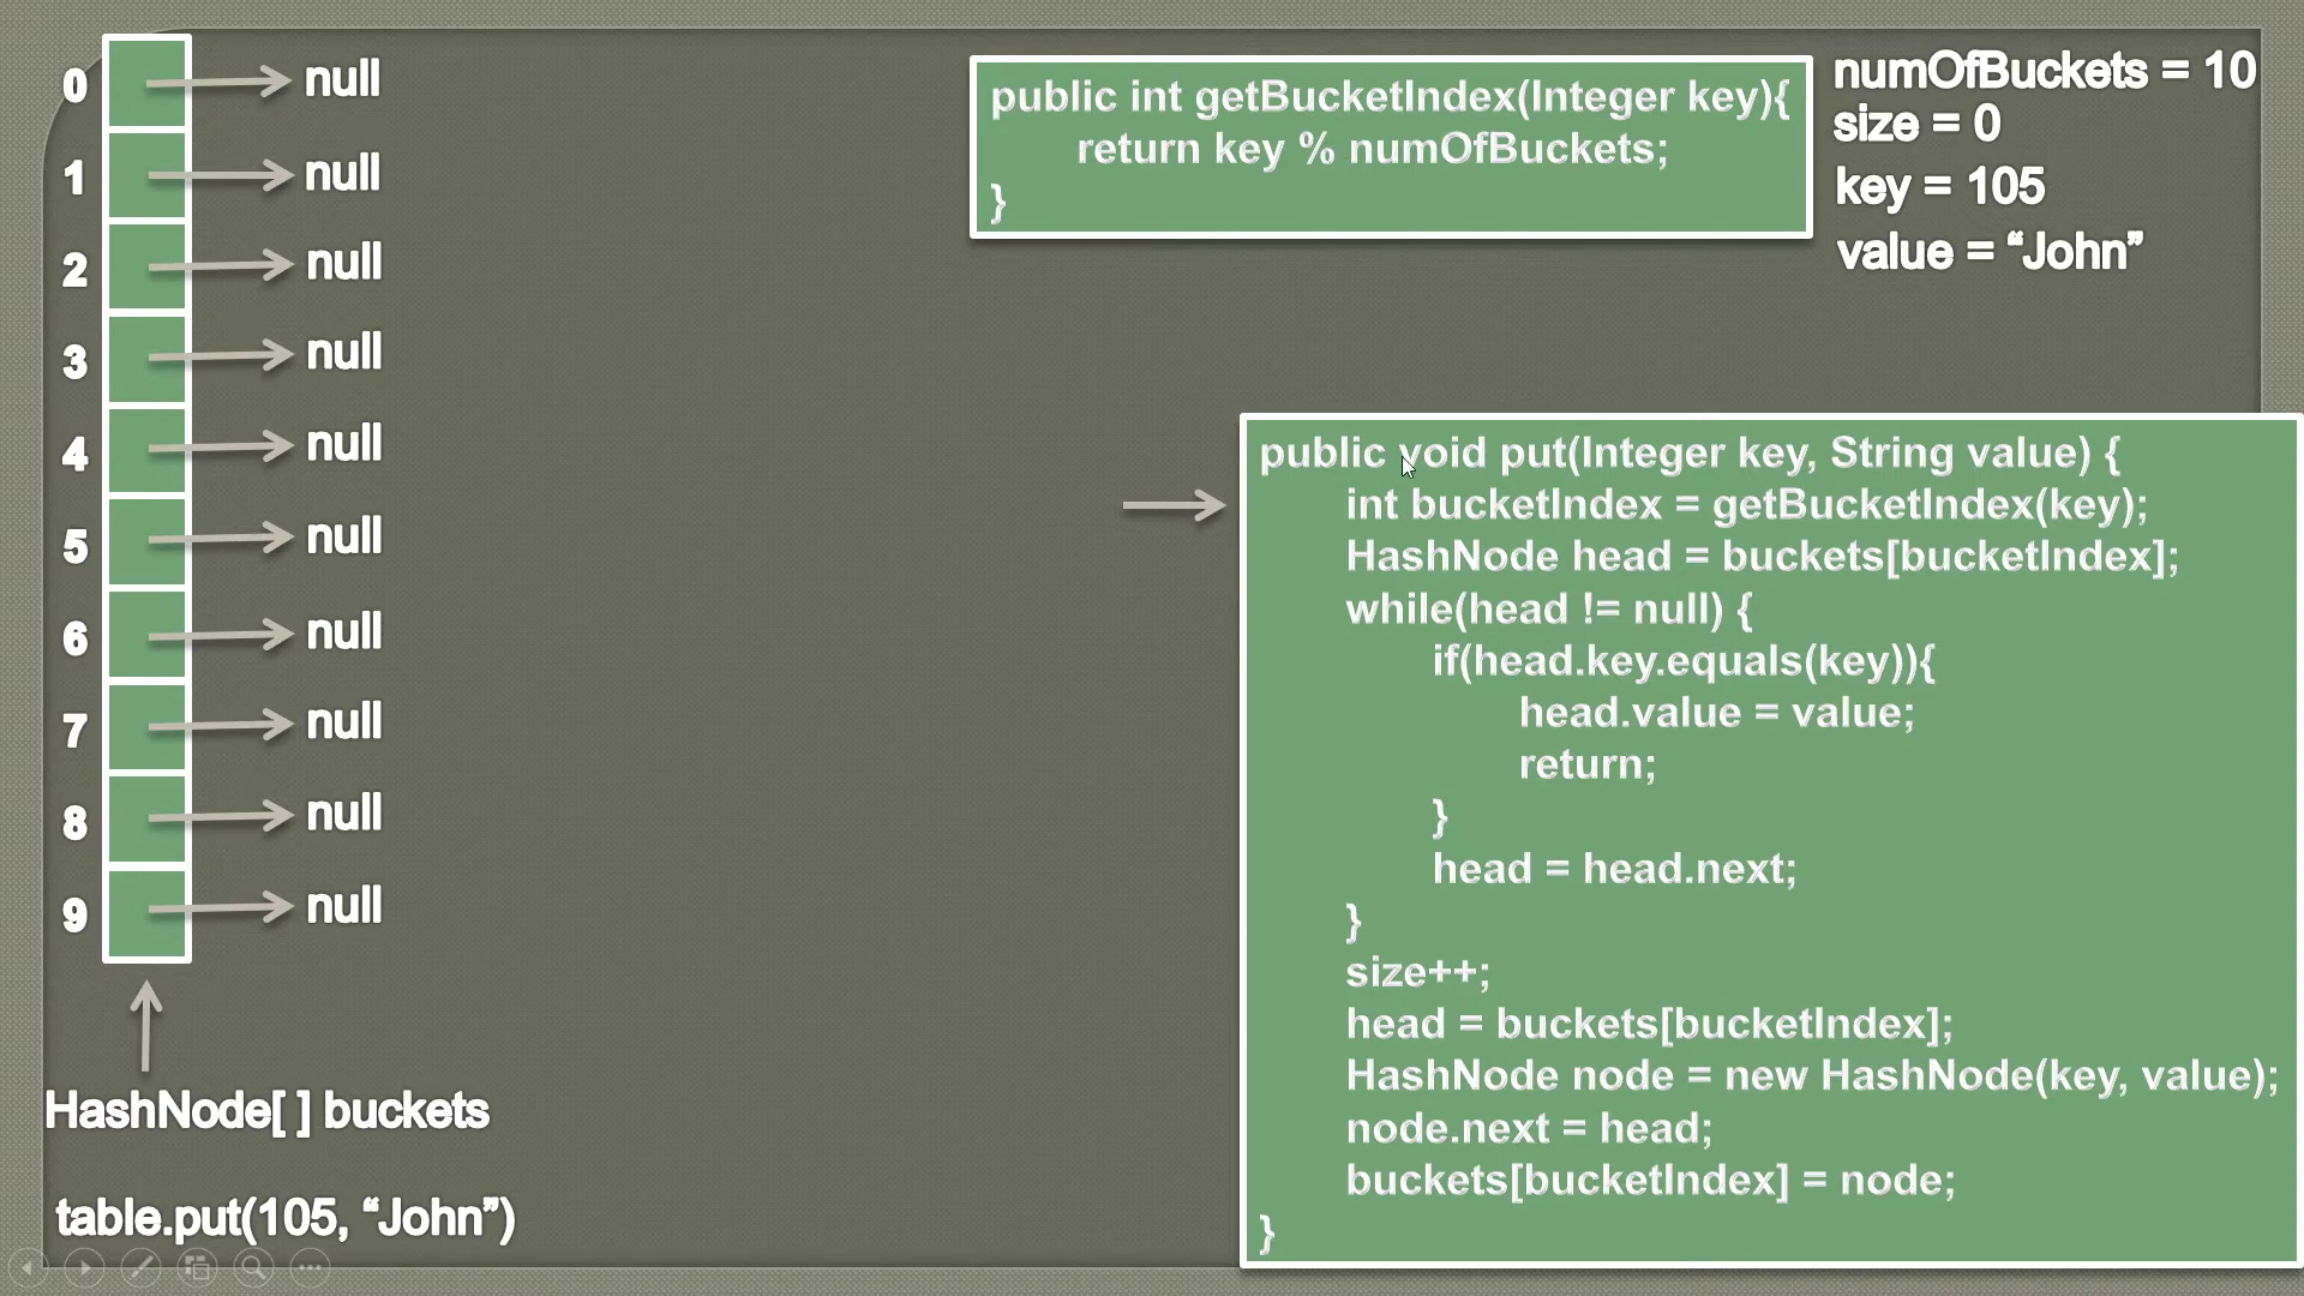 0 null
1 null
2 null
3 null
4 null
5 null
6 null
7 null
8 null
9 null
HashNode[ ] buckets
table.put(105, “John”)
public int getBucketIndex(Integer key){
return key % numOfBuckets;
}
numOfBuckets = 10
size = 0
key = 105
value = “John”
public void put(Integer key, String value) {
int bucketIndex = getBucketIndex(key);
HashNode head = buckets[bucketIndex];
while(head != null) {
if(head.key.equals(key)){
head.value = value;
return;
}
head = head.next;
}
size++;
head = buckets[bucketIndex];
HashNode node = new HashNode(key, value);
node.next = head;
buckets[bucketIndex] = node;
}